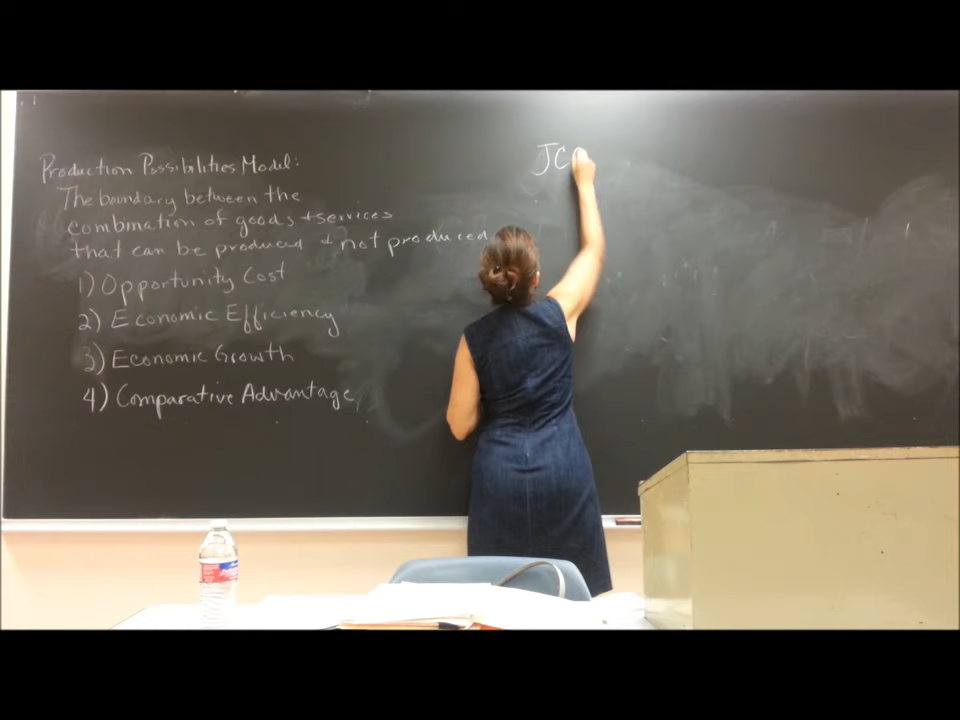 Production Possibilities Model:
The boundary between the
combination of goods + services
that can be produced + not produced
1) Opportunity Cost
2) Economic Efficiency
3) Economic Growth
4) Comparative Advantage
JC